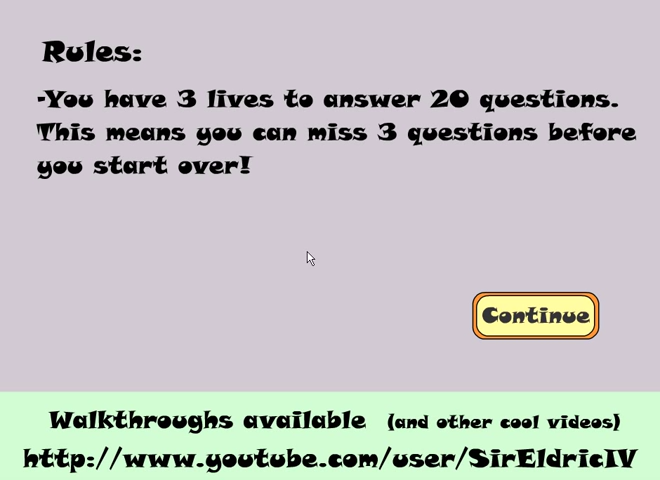 Rules:
-You have 3 lives to answer 20 questions.
This means you can miss 3 questions before
you start over!
Continue
Walkthroughs available (and other cool videos)
http://www.youtube.com/user/SirEldricIV